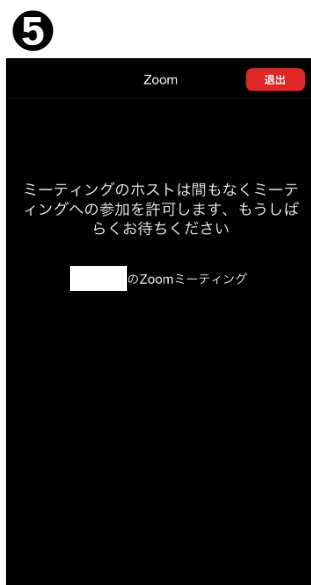 ❺
Zoom 退出
ミーティングのホストは間もなくミーテ
ィングへの参加を許可します、もうしば
らくお待ちください
のZoomミーティング